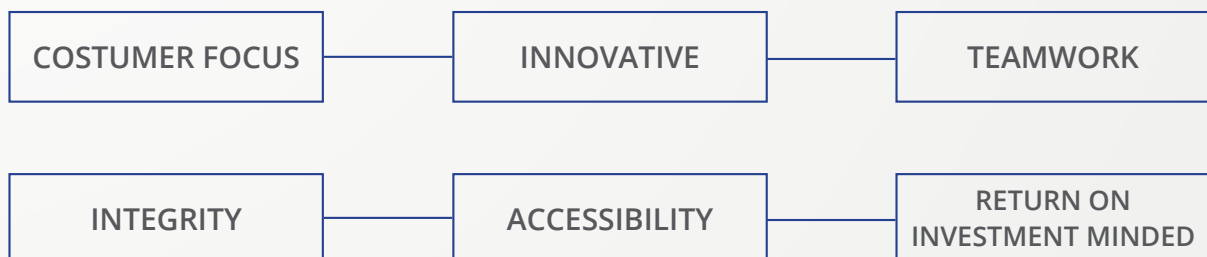 COSTUMER FOCUS
INNOVATIVE
TEAMWORK
INTEGRITY
ACCESSIBILITY
RETURN ON
INVESTMENT MINDED